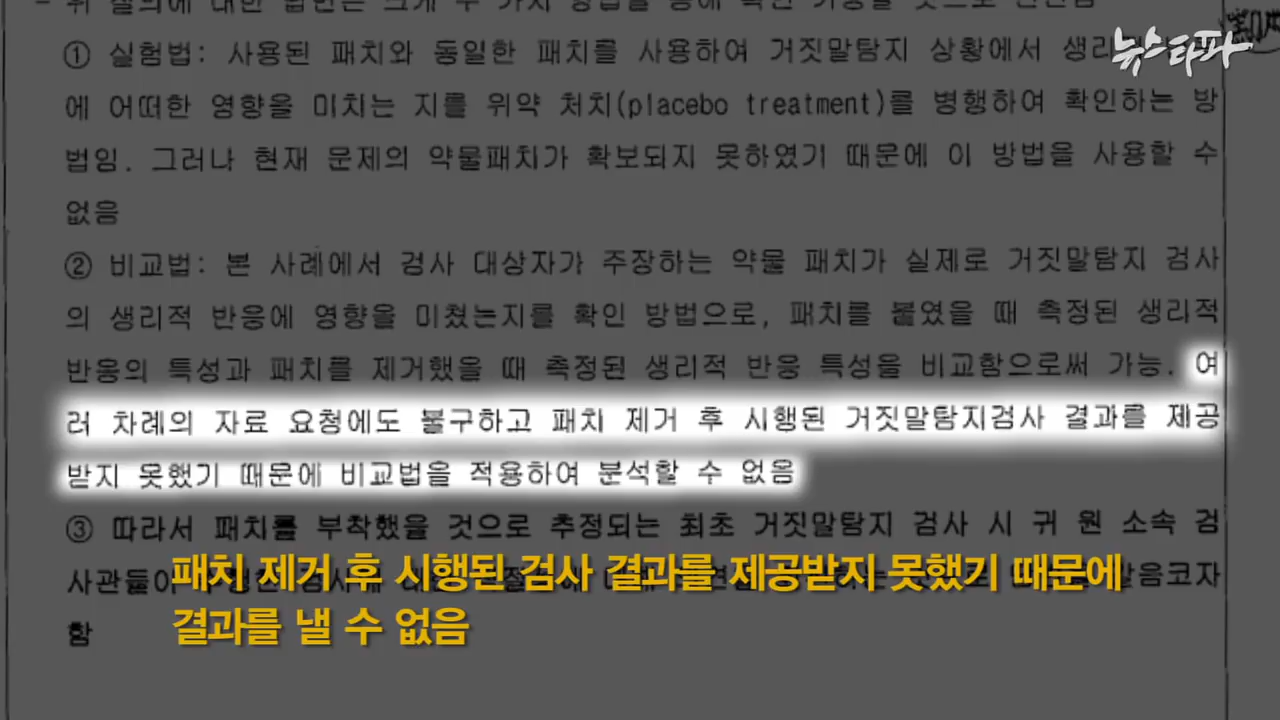 뉴스타파
① 실험법: 사용된 패치와 동일한 패치를 사용하여 거짓말탐지 상황에서
에 어떠한 영향을 미치는 지를 위약 처치(placebo treatment)를 병행하여 확인하는 방
법임. 그러나 현재 문제의 약물패치가 확보되지 못하였기 때문에 이 방법을 사용할 수
없음
② 비교법: 본 사례에서 검사 대상자가 주장하는 약물 패치가 실제로 거짓말탐지 검사
의 생리적 반응에 영향을 미쳤는지를 확인 방법으로, 패치를 붙였을 때 측정된 생리적
반응의 특성과 패치를 제거했을 때 측정된 생리적 반응 특성을 비교함으로써 가능. 여
러 차례의 자료 요청에도 불구하고 패치 제거 후 시행된 거짓말탐지검사 결과를 제공
받지 못했기 때문에 비교법을 적용하여 분석할 수 없음
③ 따라서 패치를 부착했을 것으로 추정되는 최초 거짓말탐지 검사 시 귀 원 소속 검
사관들이
함
패치 제거 후 시행된 검사 결과를 제공받지 못했기 때문에
결과를 낼 수 없음